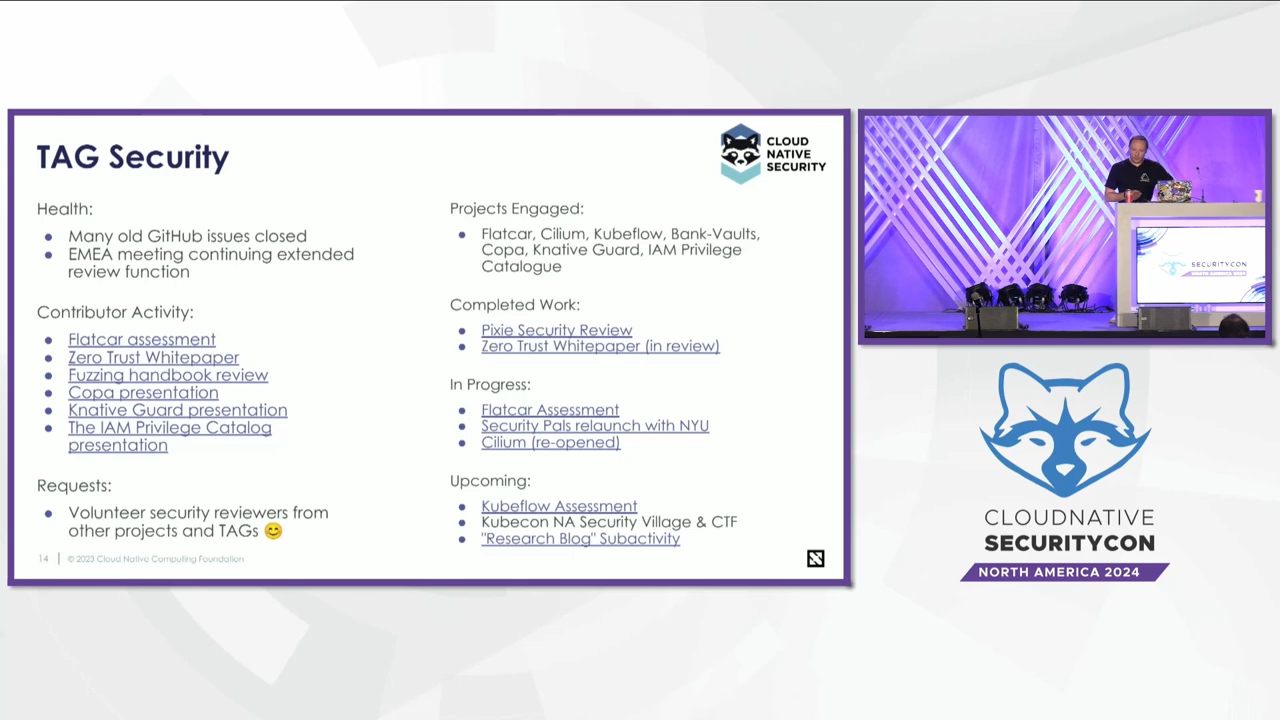 TAG Security
CLOUD
NATIVE
SECURITY
Health:
● Many old GitHub issues closed
● EMEA meeting continuing extended
review function
Contributor Activity:
● Flatcar assessment
● Zero Trust Whitepaper
● Fuzzing handbook review
● Copa presentation
● Knative Guard presentation
● The IAM Privilege Catalog
presentation
Requests:
● Volunteer security reviewers from
other projects and TAGs 😊
14 | © 2023 Cloud Native Computing Foundation
Projects Engaged:
● Flatcar, Cilium, Kubeflow, Bank-Vaults,
Copa, Knative Guard, IAM Privilege
Catalogue
Completed Work:
● Pixie Security Review
● Zero Trust Whitepaper (in review)
In Progress:
● Flatcar Assessment
● Security Pals relaunch with NYU
● Cilium (re-opened)
Upcoming:
● Kubeflow Assessment
● Kubecon NA Security Village & CTF
● "Research Blog" Subactivity
SECURITYCON
CLOUDNATIVE
SECURITYCON
NORTH AMERICA 2024